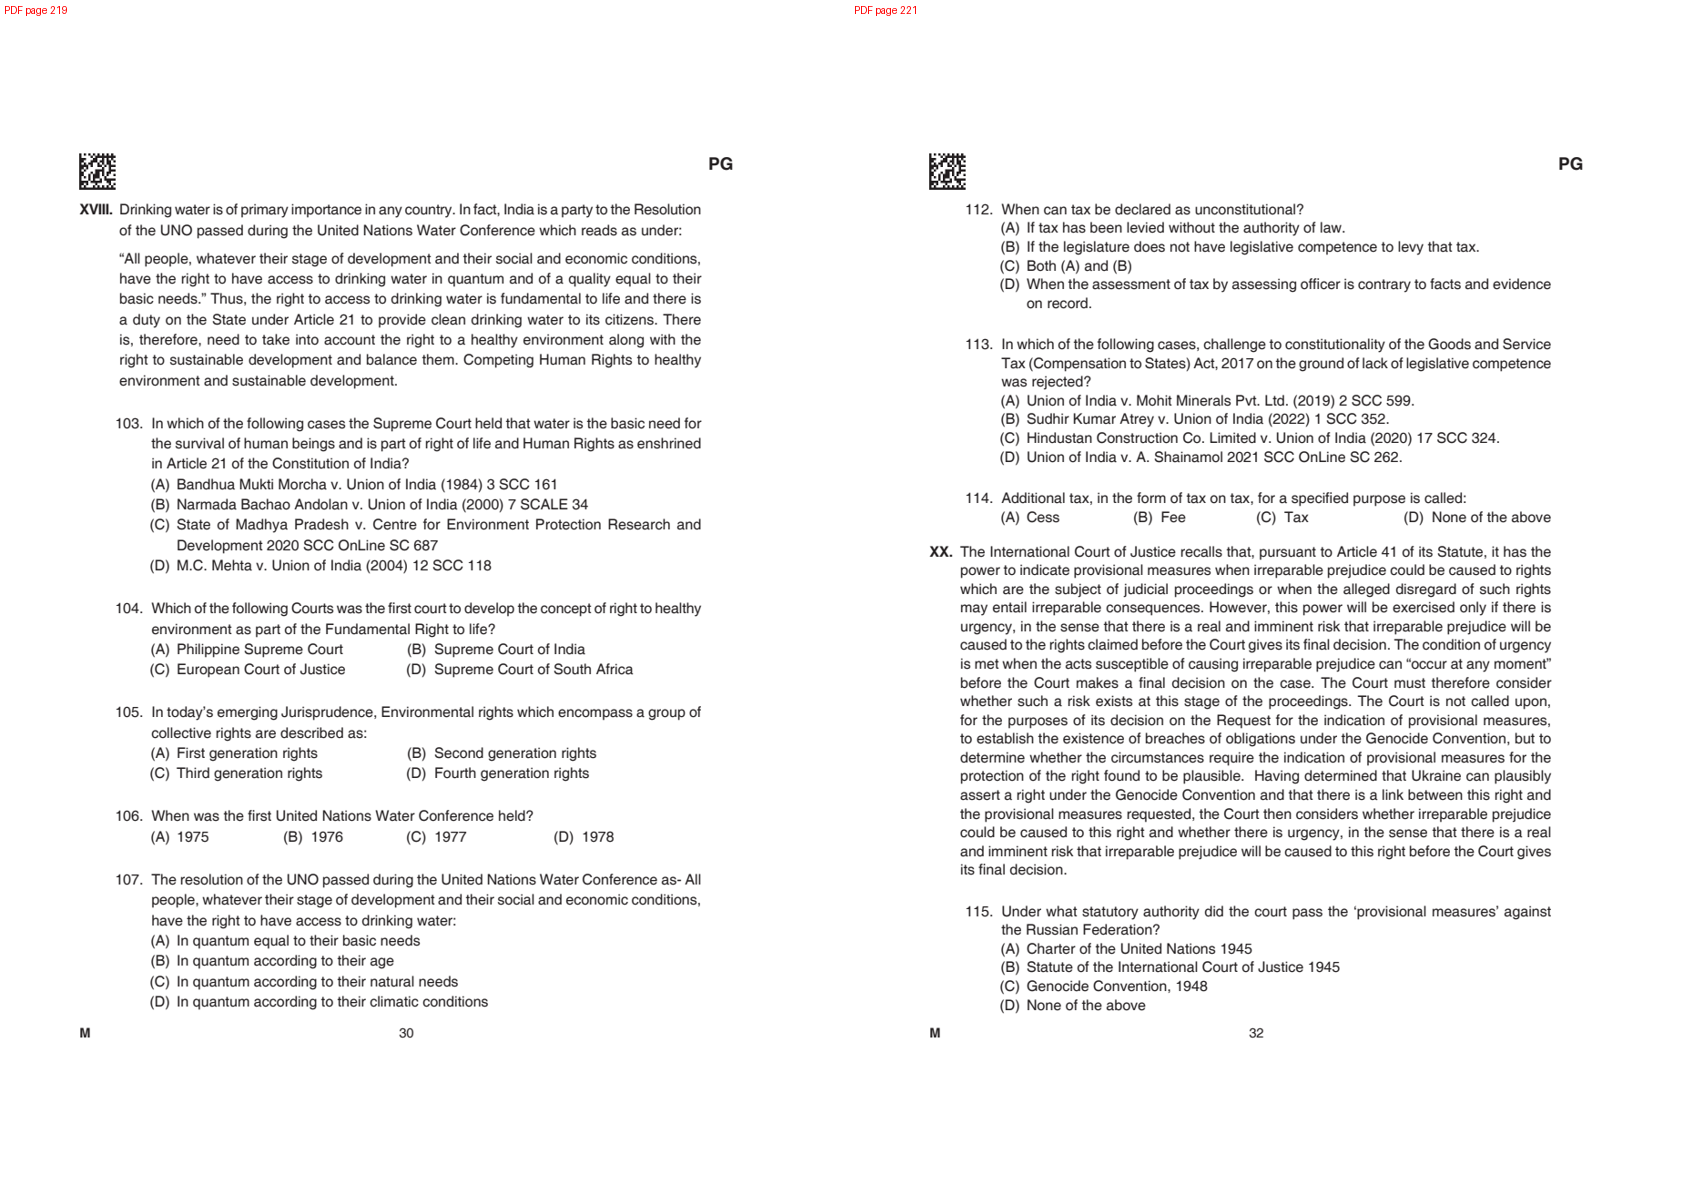 PDF page 219
PG
XVIII. Drinking water is of primary importance in any country. In fact, India is a party to the Resolution
of the UNO passed during the United Nations Water Conference which reads as under:
“All people, whatever their stage of development and their social and economic conditions,
have the right to have access to drinking water in quantum and of a quality equal to their
basic needs.” Thus, the right to access to drinking water is fundamental to life and there is
a duty on the State under Article 21 to provide clean drinking water to its citizens. There
is, therefore, need to take into account the right to a healthy environment along with the
right to sustainable development and balance them. Competing Human Rights to healthy
environment and sustainable development.
103. In which of the following cases the Supreme Court held that water is the basic need for
the survival of human beings and is part of right of life and Human Rights as enshrined
in Article 21 of the Constitution of India?
(A) Bandhua Mukti Morcha v. Union of India (1984) 3 SCC 161
(B) Narmada Bachao Andolan v. Union of India (2000) 7 SCALE 34
(C) State of Madhya Pradesh v. Centre for Environment Protection Research and
Development 2020 SCC OnLine SC 687
(D) M.C. Mehta v. Union of India (2004) 12 SCC 118
104. Which of the following Courts was the first court to develop the concept of right to healthy
environment as part of the Fundamental Right to life?
(A) Philippine Supreme Court (B) Supreme Court of India
(C) European Court of Justice (D) Supreme Court of South Africa
105. In today’s emerging Jurisprudence, Environmental rights which encompass a group of
collective rights are described as:
(A) First generation rights (B) Second generation rights
(C) Third generation rights (D) Fourth generation rights
106. When was the first United Nations Water Conference held?
(A) 1975 (B) 1976 (C) 1977 (D) 1978
107. The resolution of the UNO passed during the United Nations Water Conference as- All
people, whatever their stage of development and their social and economic conditions,
have the right to have access to drinking water:
(A) In quantum equal to their basic needs
(B) In quantum according to their age
(C) In quantum according to their natural needs
(D) In quantum according to their climatic conditions
M 30
PDF page 221
PG
112. When can tax be declared as unconstitutional?
(A) If tax has been levied without the authority of law.
(B) If the legislature does not have legislative competence to levy that tax.
(C) Both (A) and (B)
(D) When the assessment of tax by assessing officer is contrary to facts and evidence
on record.
113. In which of the following cases, challenge to constitutionality of the Goods and Service
Tax (Compensation to States) Act, 2017 on the ground of lack of legislative competence
was rejected?
(A) Union of India v. Mohit Minerals Pvt. Ltd. (2019) 2 SCC 599.
(B) Sudhir Kumar Atrey v. Union of India (2022) 1 SCC 352.
(C) Hindustan Construction Co. Limited v. Union of India (2020) 17 SCC 324.
(D) Union of India v. A. Shainamol 2021 SCC OnLine SC 262.
114. Additional tax, in the form of tax on tax, for a specified purpose is called:
(A) Cess (B) Fee (C) Tax (D) None of the above
XX. The International Court of Justice recalls that, pursuant to Article 41 of its Statute, it has the
power to indicate provisional measures when irreparable prejudice could be caused to rights
which are the subject of judicial proceedings or when the alleged disregard of such rights
may entail irreparable consequences. However, this power will be exercised only if there is
urgency, in the sense that there is a real and imminent risk that irreparable prejudice will be
caused to the rights claimed before the Court gives its final decision. The condition of urgency
is met when the acts susceptible of causing irreparable prejudice can “occur at any moment”
before the Court makes a final decision on the case. The Court must therefore consider
whether such a risk exists at this stage of the proceedings. The Court is not called upon,
for the purposes of its decision on the Request for the indication of provisional measures,
to establish the existence of breaches of obligations under the Genocide Convention, but to
determine whether the circumstances require the indication of provisional measures for the
protection of the right found to be plausible. Having determined that Ukraine can plausibly
assert a right under the Genocide Convention and that there is a link between this right and
the provisional measures requested, the Court then considers whether irreparable prejudice
could be caused to this right and whether there is urgency, in the sense that there is a real
and imminent risk that irreparable prejudice will be caused to this right before the Court gives
its final decision.
115. Under what statutory authority did the court pass the ‘provisional measures’ against
the Russian Federation?
(A) Charter of the United Nations 1945
(B) Statute of the International Court of Justice 1945
(C) Genocide Convention, 1948
(D) None of the above
M 32